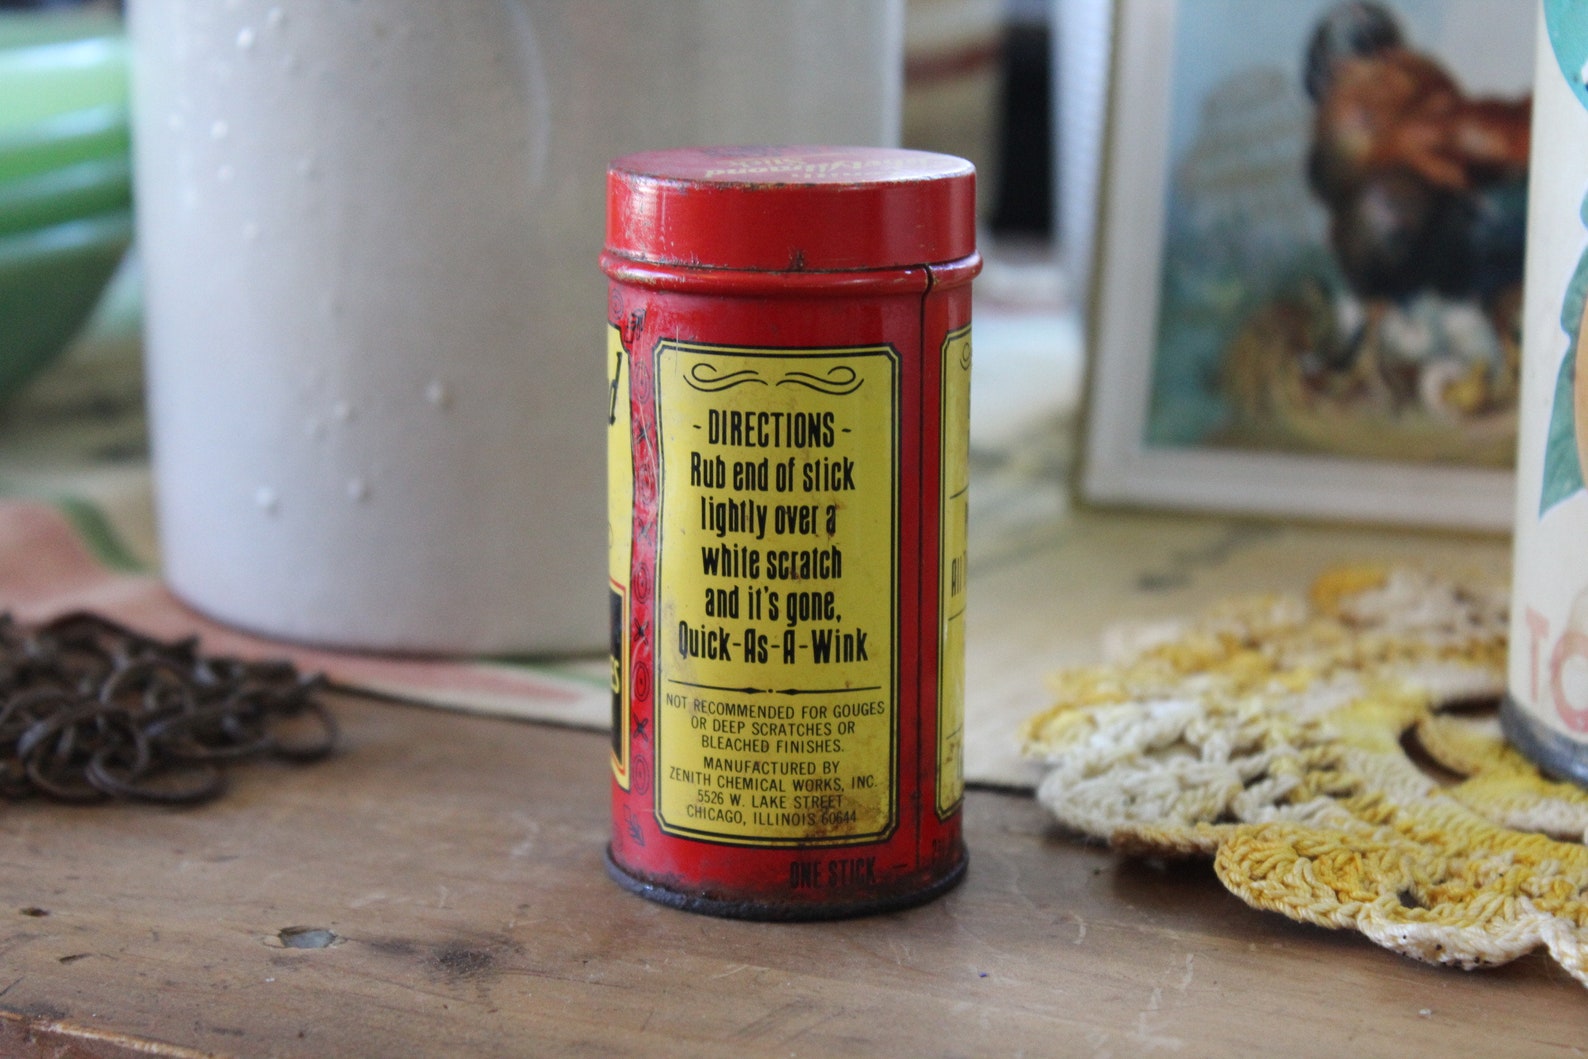 - DIRECTIONS -
Rub end of stick
lightly over a
white scratch
and it's gone,
Quick-As-A-Wink
NOT RECOMMENDED FOR GOUGES
OR DEEP SCRATCHES OR
BLEACHED FINISHES.
MANUFACTURED BY
ZENITH CHEMICAL WORKS, INC.
5526 W. LAKE STREET
CHICAGO, ILLINOIS 60644
ONE STICK —
All